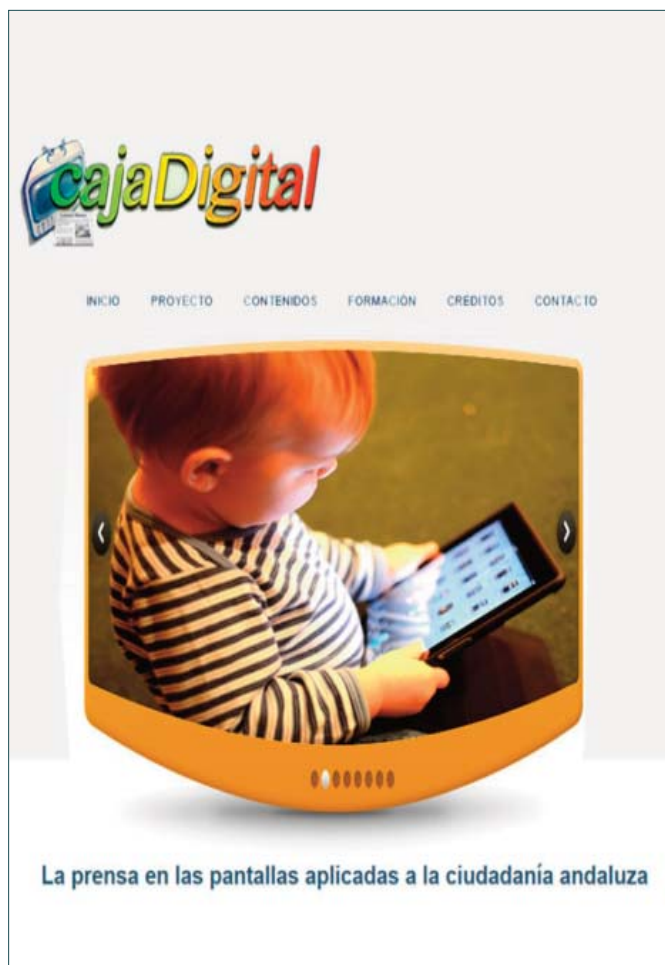 cajaDigital
INICIO PROYECTO CONTENIDOS FORMACIÓN CRÉDITOS CONTACTO
La prensa en las pantallas aplicadas a la ciudadanía andaluza